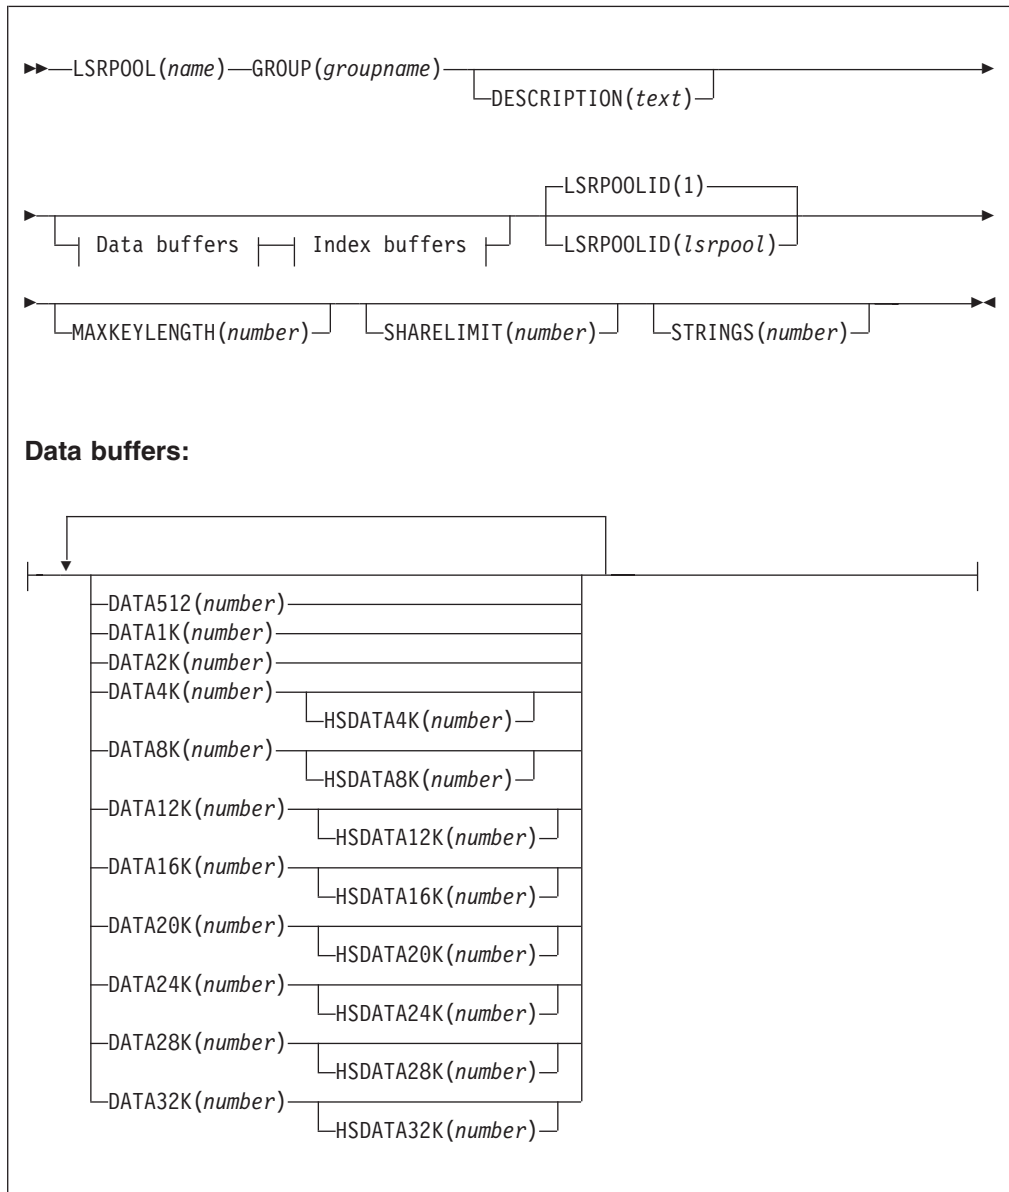 LSRPOOL(name) GROUP(groupname)
DESCRIPTION(text)
LSRPOOLID(1)
Data buffers Index buffers LSRPOOLID(lsrpool)
MAXKEYLENGTH(number) SHARELIMIT(number) STRINGS(number)
Data buffers:
DATA512(number)
DATA1K(number)
DATA2K(number)
DATA4K(number)
HSDATA4K(number)
DATA8K(number)
HSDATA8K(number)
DATA12K(number)
HSDATA12K(number)
DATA16K(number)
HSDATA16K(number)
DATA20K(number)
HSDATA20K(number)
DATA24K(number)
HSDATA24K(number)
DATA28K(number)
HSDATA28K(number)
DATA32K(number)
HSDATA32K(number)